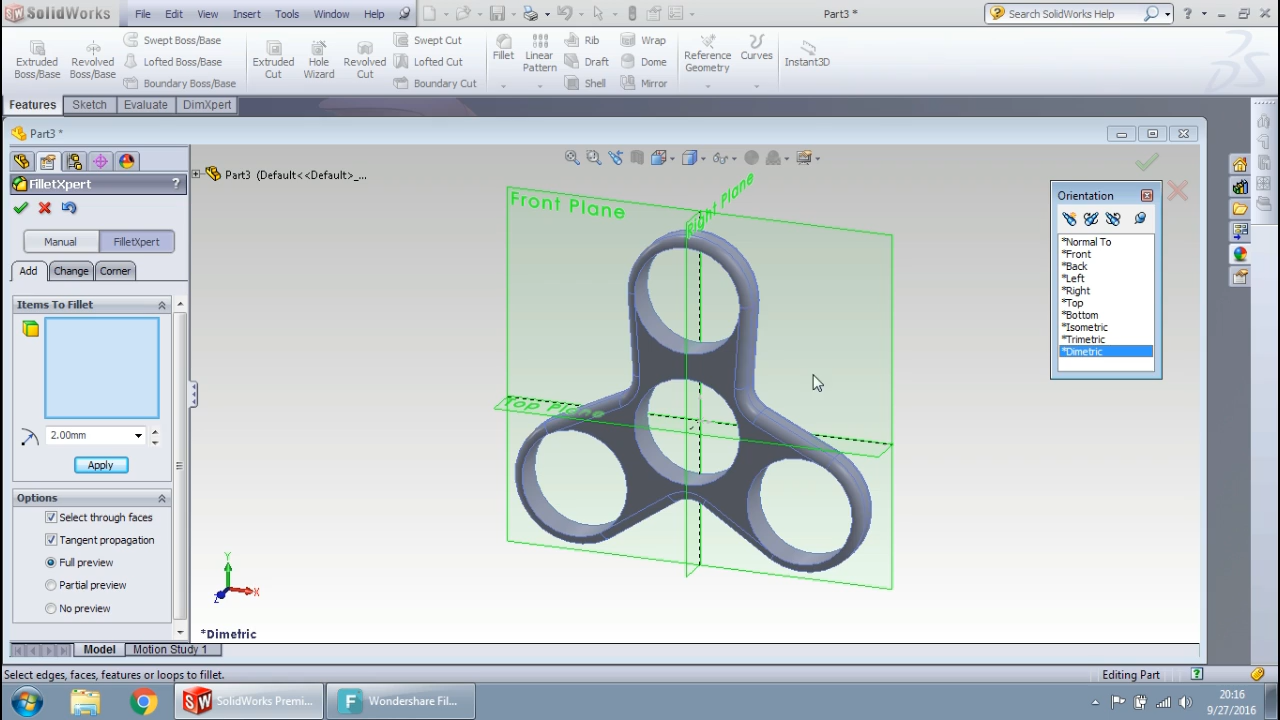 SolidWorks
File Edit View Insert Tools Window Help
Part3 *
Search SolidWorks Help
Extruded Boss/Base
Revolved Boss/Base
Swept Boss/Base
Lofted Boss/Base
Boundary Boss/Base
Extruded Cut
Hole Wizard
Revolved Cut
Swept Cut
Lofted Cut
Boundary Cut
Fillet
Linear Pattern
Rib
Draft
Shell
Wrap
Dome
Mirror
Reference Geometry
Curves
Instant3D
Features Sketch Evaluate DimXpert
Part3 *
FilletXpert ?
Manual FilletXpert
Add Change Corner
Items To Fillet
2.00mm
Apply
Options
Select through faces
Tangent propagation
Full preview
Partial preview
No preview
Part3 (Default<<Default>_...
Front Plane
Right Plane
Top Plane
Y
X
Z
*Dimetric
Orientation
*Normal To
*Front
*Back
*Left
*Right
*Top
*Bottom
*Isometric
*Trimetric
*Dimetric
Model Motion Study 1
Select edges, faces, features or loops to fillet.
Editing Part
SolidWorks Premi...
Wondershare Fil...
20:16
9/27/2016